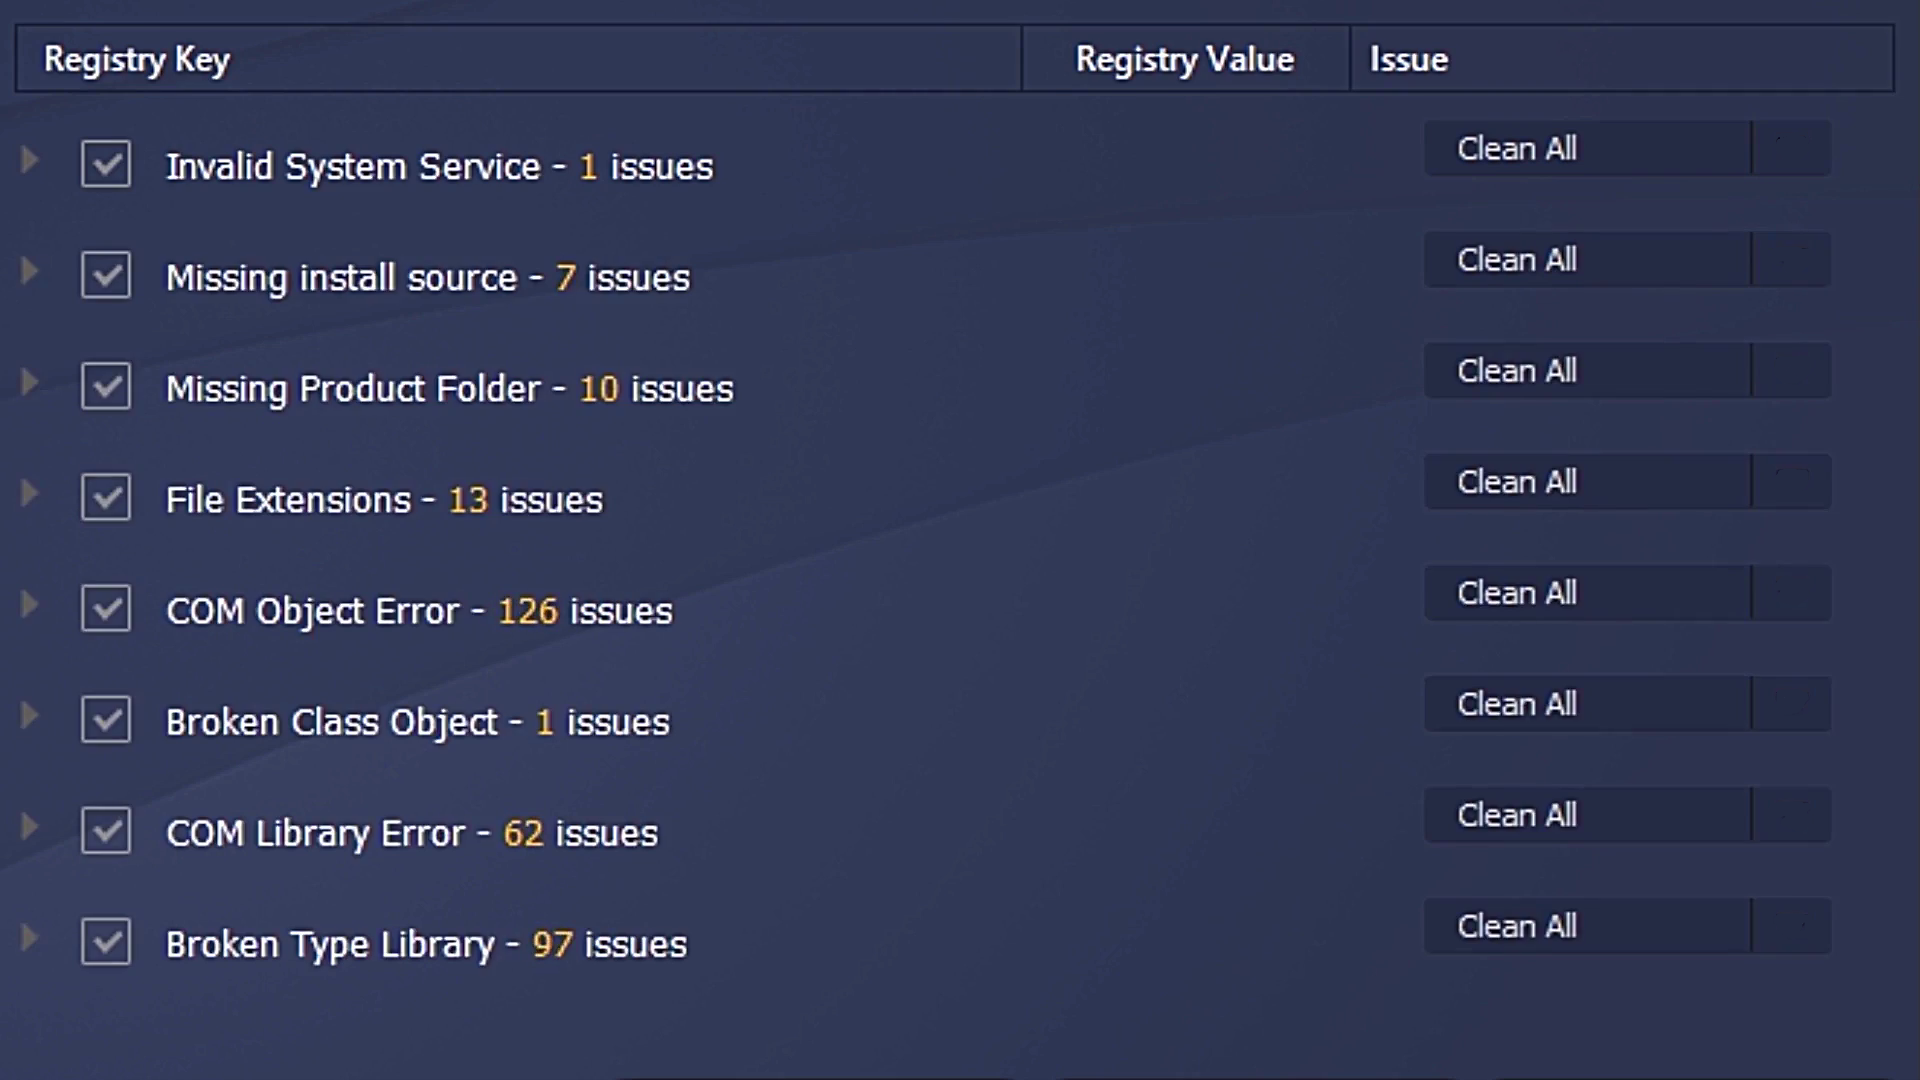 Registry Key Registry Value Issue
Invalid System Service - 1 issues Clean All
Missing install source - 7 issues Clean All
Missing Product Folder - 10 issues Clean All
File Extensions - 13 issues Clean All
COM Object Error - 126 issues Clean All
Broken Class Object - 1 issues Clean All
COM Library Error - 62 issues Clean All
Broken Type Library - 97 issues Clean All